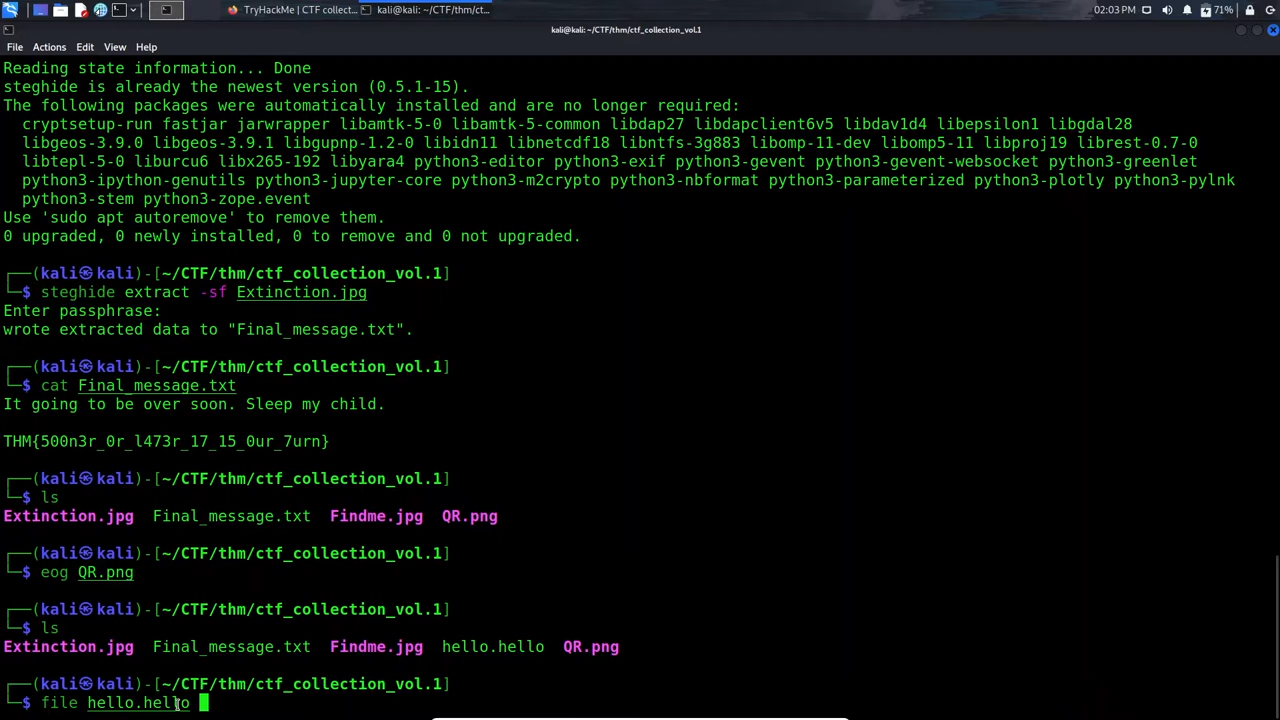 TryHackMe | CTF collect...
kali@kali: ~/CTF/thm/ct...
02:03 PM
71%
kali@kali: ~/CTF/thm/ctf_collection_vol.1
File Actions Edit View Help
Reading state information... Done
steghide is already the newest version (0.5.1-15).
The following packages were automatically installed and are no longer required:
  cryptsetup-run fastjar jarwrapper libamtk-5-0 libamtk-5-common libdap27 libdapclient6v5 libdav1d4 libepsilon1 libgdal28
  libgeos-3.9.0 libgeos-3.9.1 libgupnp-1.2-0 libidn11 libnetcdf18 libntfs-3g883 libomp-11-dev libomp5-11 libproj19 librest-0.7-0
  libtepl-5-0 liburcu6 libx265-192 libyara4 python3-editor python3-exif python3-gevent python3-gevent-websocket python3-greenlet
  python3-ipython-genutils python3-jupyter-core python3-m2crypto python3-nbformat python3-parameterized python3-plotly python3-pylnk
  python3-stem python3-zope.event
Use 'sudo apt autoremove' to remove them.
0 upgraded, 0 newly installed, 0 to remove and 0 not upgraded.
┌──(kali㉿kali)-[~/CTF/thm/ctf_collection_vol.1]
└─$ steghide extract -sf Extinction.jpg
Enter passphrase:
wrote extracted data to "Final_message.txt".
┌──(kali㉿kali)-[~/CTF/thm/ctf_collection_vol.1]
└─$ cat Final_message.txt
It going to be over soon. Sleep my child.
THM{500n3r_0r_l473r_17_15_0ur_7urn}
┌──(kali㉿kali)-[~/CTF/thm/ctf_collection_vol.1]
└─$ ls
Extinction.jpg  Final_message.txt  Findme.jpg  QR.png
┌──(kali㉿kali)-[~/CTF/thm/ctf_collection_vol.1]
└─$ eog QR.png
┌──(kali㉿kali)-[~/CTF/thm/ctf_collection_vol.1]
└─$ ls
Extinction.jpg  Final_message.txt  Findme.jpg  hello.hello  QR.png
┌──(kali㉿kali)-[~/CTF/thm/ctf_collection_vol.1]
└─$ file hello.hello